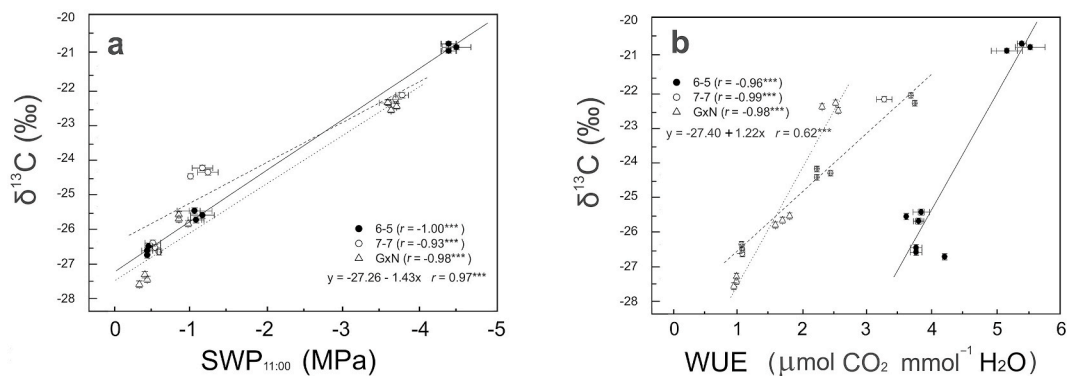 a
δ¹³C (‰)
-20
-21
-22
-23
-24
-25
-26
-27
-28
6-5 (r = -1.00***)
7-7 (r = -0.93***)
GxN (r = -0.98***)
y = -27.26 - 1.43x r = 0.97***
0 -1 -2 -3 -4 -5
SWP₁₁:₀₀ (MPa)
b
δ¹³C (‰)
-20
-21
-22
-23
-24
-25
-26
-27
-28
6-5 (r = -0.96***)
7-7 (r = -0.99***)
GxN (r = -0.98***)
y = -27.40 + 1.22x r = 0.62***
0 1 2 3 4 5 6
WUE (μmol CO₂ mmol⁻¹ H₂O)